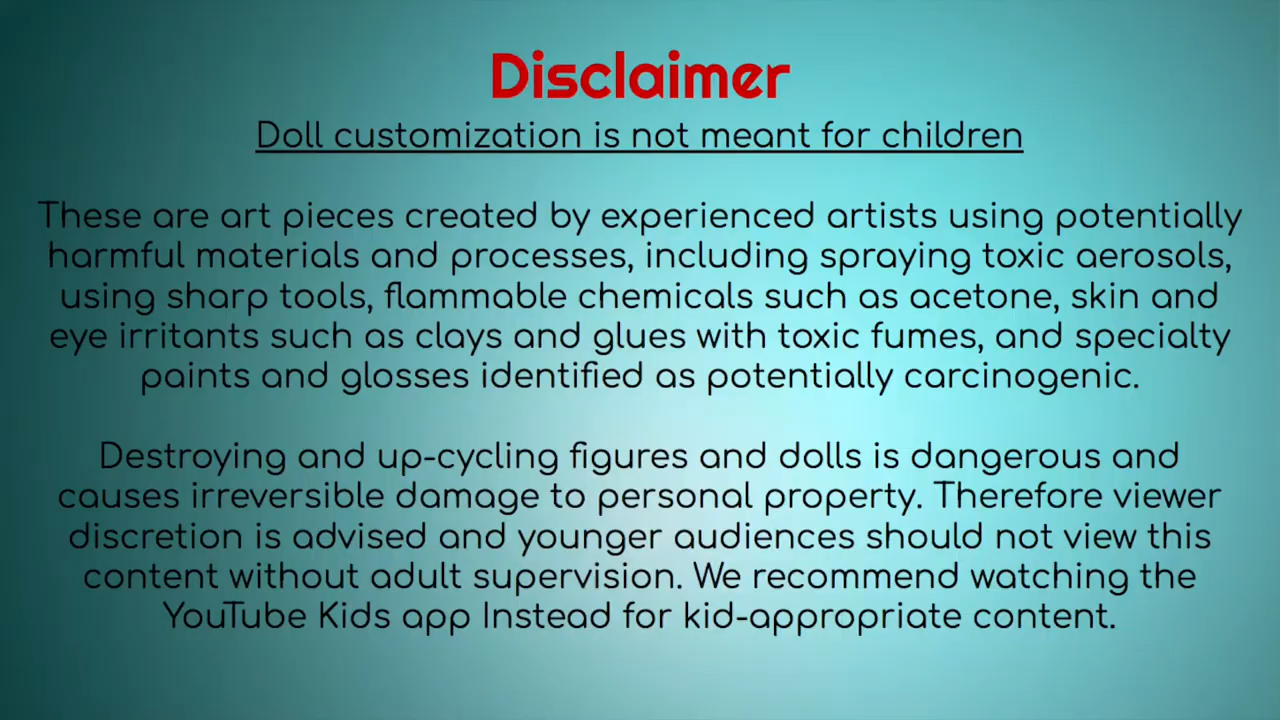 Disclaimer
Doll customization is not meant for children
These are art pieces created by experienced artists using potentially
harmful materials and processes, including spraying toxic aerosols,
using sharp tools, flammable chemicals such as acetone, skin and
eye irritants such as clays and glues with toxic fumes, and specialty
paints and glosses identified as potentially carcinogenic.
Destroying and up-cycling figures and dolls is dangerous and
causes irreversible damage to personal property. Therefore viewer
discretion is advised and younger audiences should not view this
content without adult supervision. We recommend watching the
YouTube Kids app Instead for kid-appropriate content.